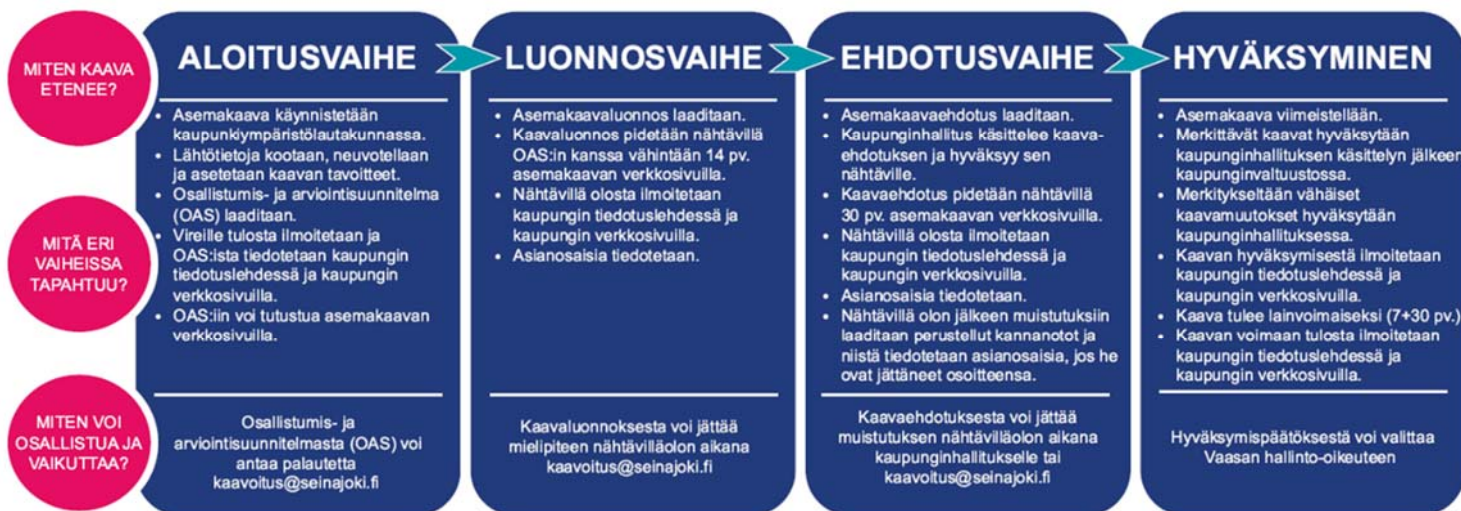 MITEN KAAVA
ETENEE?
MITÄ ERI
VAIHEISSA
TAPAHTUU?
MITEN VOI
OSALLISTUA JA
VAIKUTTAA?
ALOITUSVAIHE
• Asemakaava käynnistetään
kaupunkiympäristölautakunnassa.
• Lähtötietoja kootaan, neuvotellaan
ja asetetaan kaavan tavoitteet.
• Osallistumis- ja arviointisuunnitelma
(OAS) laaditaan.
• Vireille tulosta ilmoitetaan ja
OAS:ista tiedotetaan kaupungin
tiedotuslehdessä ja kaupungin
verkkosivuilla.
• OAS:iin voi tutustua asemakaavan
verkkosivuilla.
Osallistumis- ja
arviointisuunnitelmasta (OAS) voi
antaa palautetta
kaavoitus@seinajoki.fi
LUONNOSVAIHE
• Asemakaavaluonnos laaditaan.
• Kaavaluonnos pidetään nähtävillä
OAS:in kanssa vähintään 14 pv.
asemakaavan verkkosivuilla.
• Nähtävillä olosta ilmoitetaan
kaupungin tiedotuslehdessä ja
kaupungin verkkosivuilla.
• Asianosaisia tiedotetaan.
Kaavaluonnoksesta voi jättää
mielipiteen nähtävilläolon aikana
kaavoitus@seinajoki.fi
EHDOTUSVAIHE
• Asemakaavaehdotus laaditaan.
• Kaupunginhallitus käsittelee kaava-
ehdotuksen ja hyväksyy sen
nähtäville.
• Kaavaehdotus pidetään nähtävillä
30 pv. asemakaavan verkkosivuilla.
• Nähtävillä olosta ilmoitetaan
kaupungin tiedotuslehdessä ja
kaupungin verkkosivuilla.
• Asianosaisia tiedotetaan.
• Nähtävillä olon jälkeen muistutuksiin
laaditaan perustellut kannanotot ja
niistä tiedotetaan asianosaisia, jos he
ovat jättäneet osoitteensa.
Kaavaehdotuksesta voi jättää
muistutuksen nähtävilläolon aikana
kaupunginhallitukselle tai
kaavoitus@seinajoki.fi
HYVÄKSYMINEN
• Asemakaava viimeistellään.
• Merkittävät kaavat hyväksytään
kaupunginhallituksen käsittelyn jälkeen
kaupunginvaltuustossa.
• Merkitykseltään vähäiset
kaavamuutokset hyväksytään
kaupunginhallituksessa.
• Kaavan hyväksymisestä ilmoitetaan
kaupungin tiedotuslehdessä ja
kaupungin verkkosivuilla.
• Kaava tulee lainvoimaiseksi (7+30 pv.)
• Kaavan voimaan tulosta ilmoitetaan
kaupungin tiedotuslehdessä ja
kaupungin verkkosivuilla.
Hyväksymispäätöksestä voi valittaa
Vaasan hallinto-oikeuteen